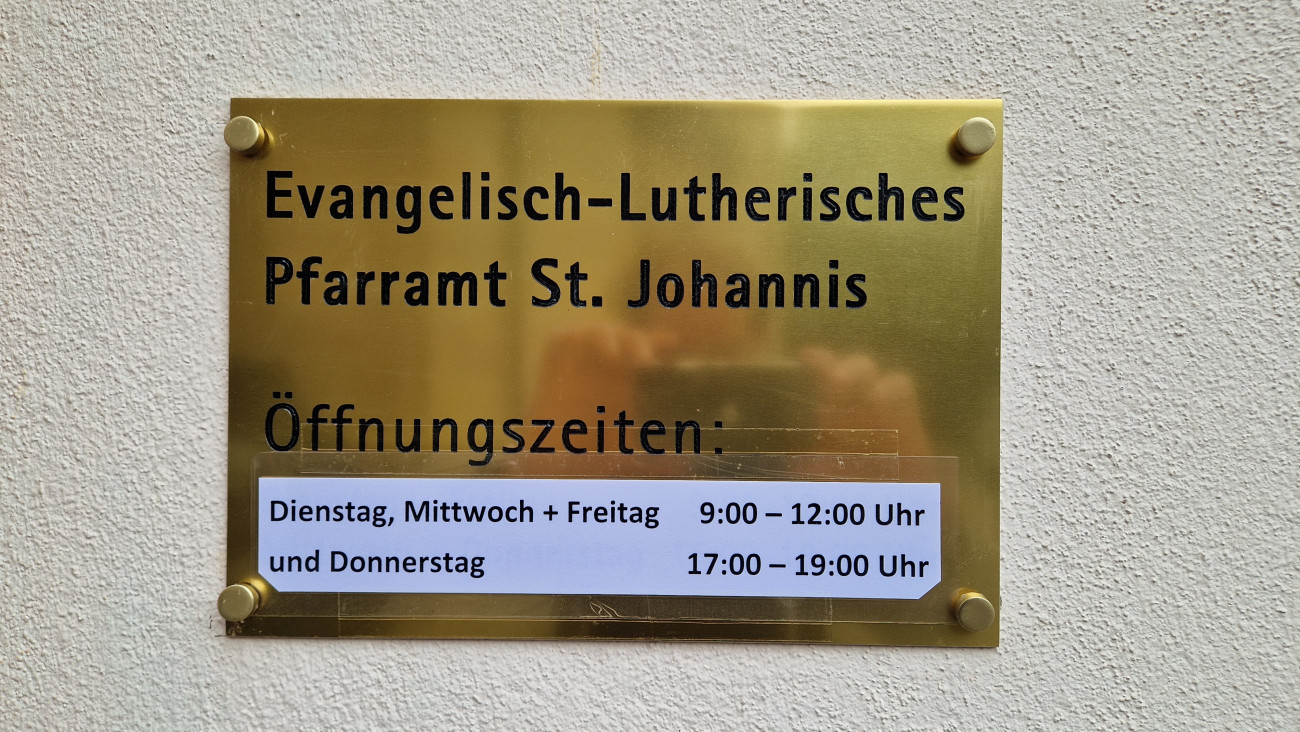 Evangelisch-Lutherisches
Pfarramt St. Johannis
Öffnungszeiten:
Dienstag, Mittwoch + Freitag 9:00 – 12:00 Uhr
und Donnerstag 17:00 – 19:00 Uhr